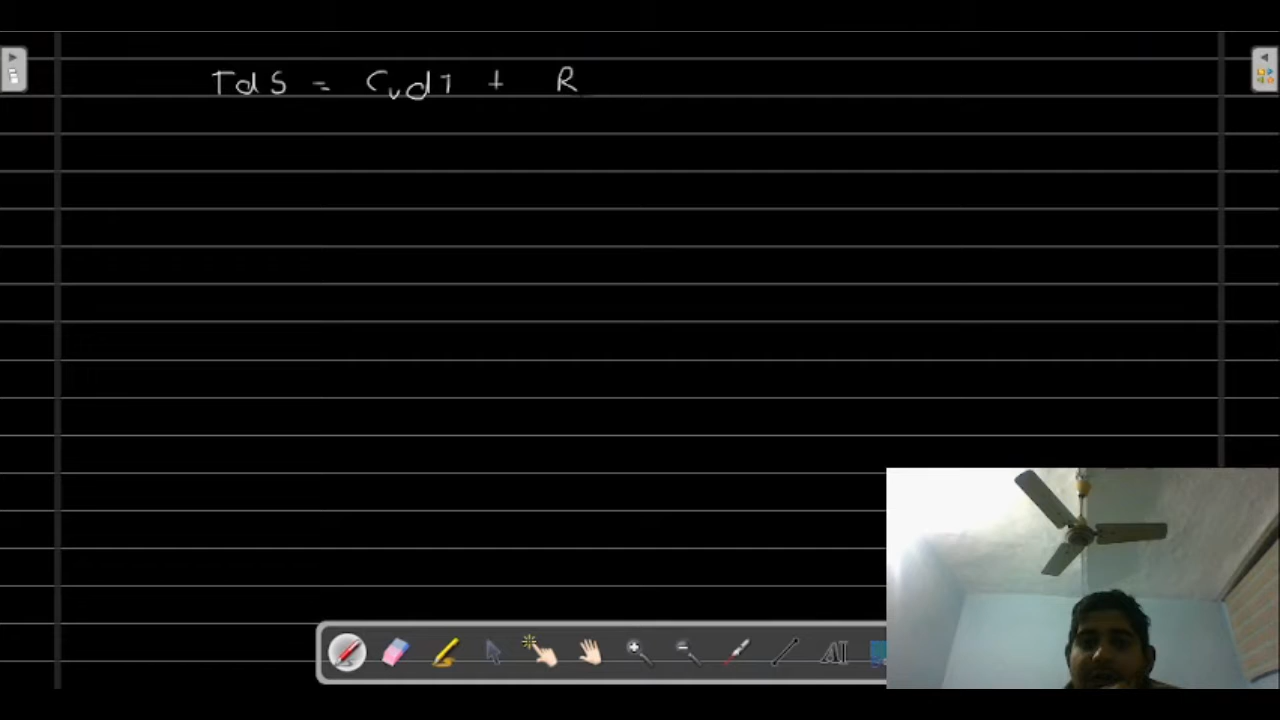 TdS = CvdT + R